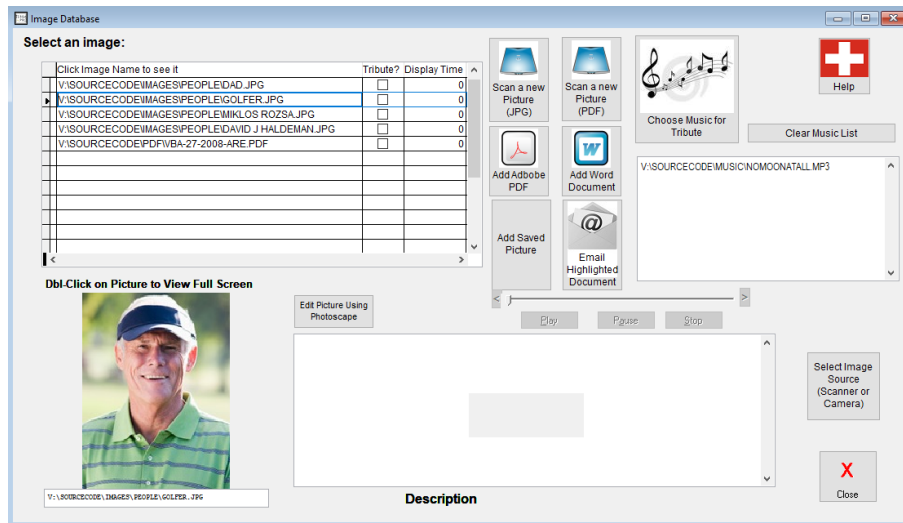 Image Database
Select an image:
Click Image Name to see it Tribute? Display Time
V:\SOURCECODE\IMAGES\PEOPLE\DAD.JPG 0
V:\SOURCECODE\IMAGES\PEOPLE\GOLFER.JPG 0
V:\SOURCECODE\IMAGES\PEOPLE\MIKLOS ROZSA.JPG 0
V:\SOURCECODE\IMAGES\PEOPLE\DAVID J HALDEMAN.JPG 0
V:\SOURCECODE\PDF\VBA-27-2008-ARE.PDF 0
Scan a new
Picture
(JPG)
Scan a new
Picture
(PDF)
Choose Music for
Tribute
Help
Clear Music List
Add Adbobe
PDF
W
Add Word
Document
V:\SOURCECODE\MUSIC\NOMOONATALL.MP3
Add Saved
Picture
@
Email
Highlighted
Document
Dbl-Click on Picture to View Full Screen
Edit Picture Using
Photoscape
Play
Pause
Stop
Select Image
Source
(Scanner or
Camera)
X
Close
V:\SOURCECODE\IMAGES\PEOPLE\GOLFER.JPG
Description